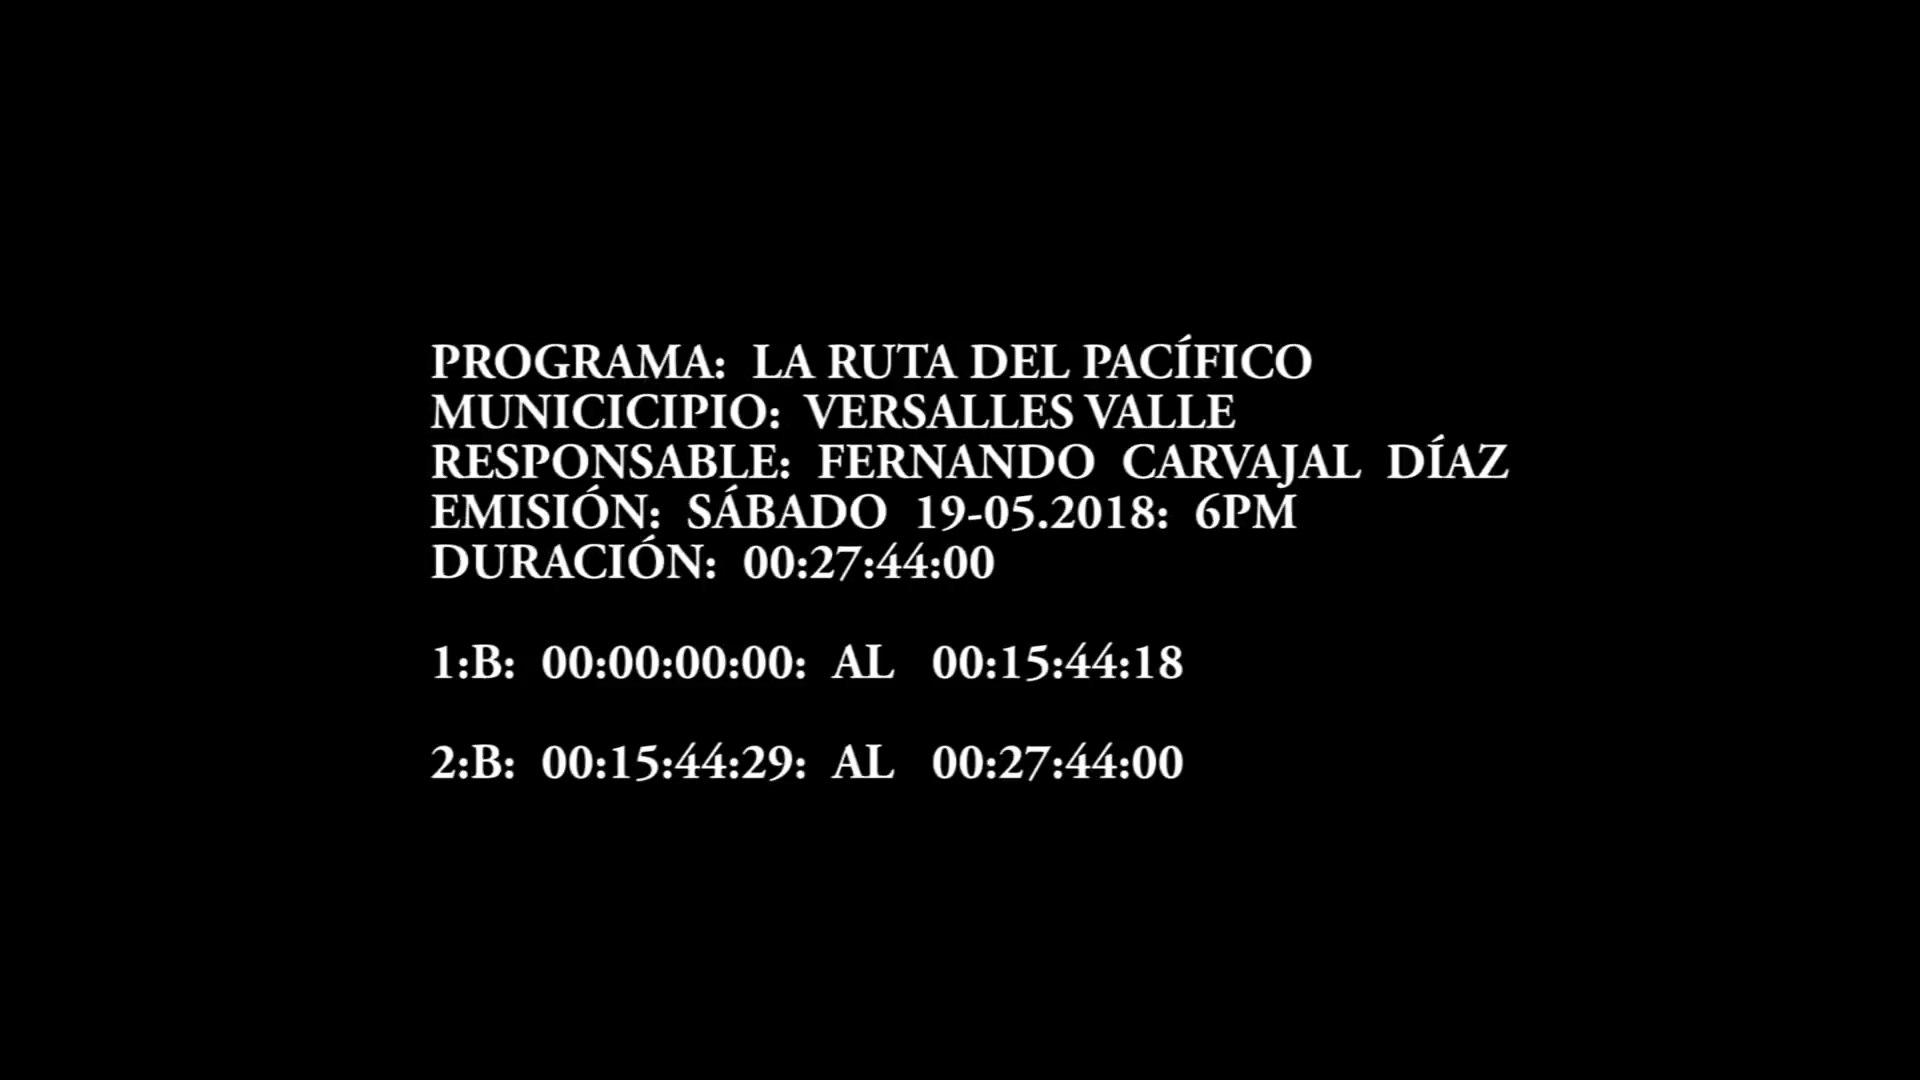 PROGRAMA: LA RUTA DEL PACÍFICO
MUNICICIPIO: VERSALLES VALLE
RESPONSABLE: FERNANDO CARVAJAL DÍAZ
EMISIÓN: SÁBADO 19-05.2018: 6PM
DURACIÓN: 00:27:44:00
1:B: 00:00:00:00: AL 00:15:44:18
2:B: 00:15:44:29: AL 00:27:44:00